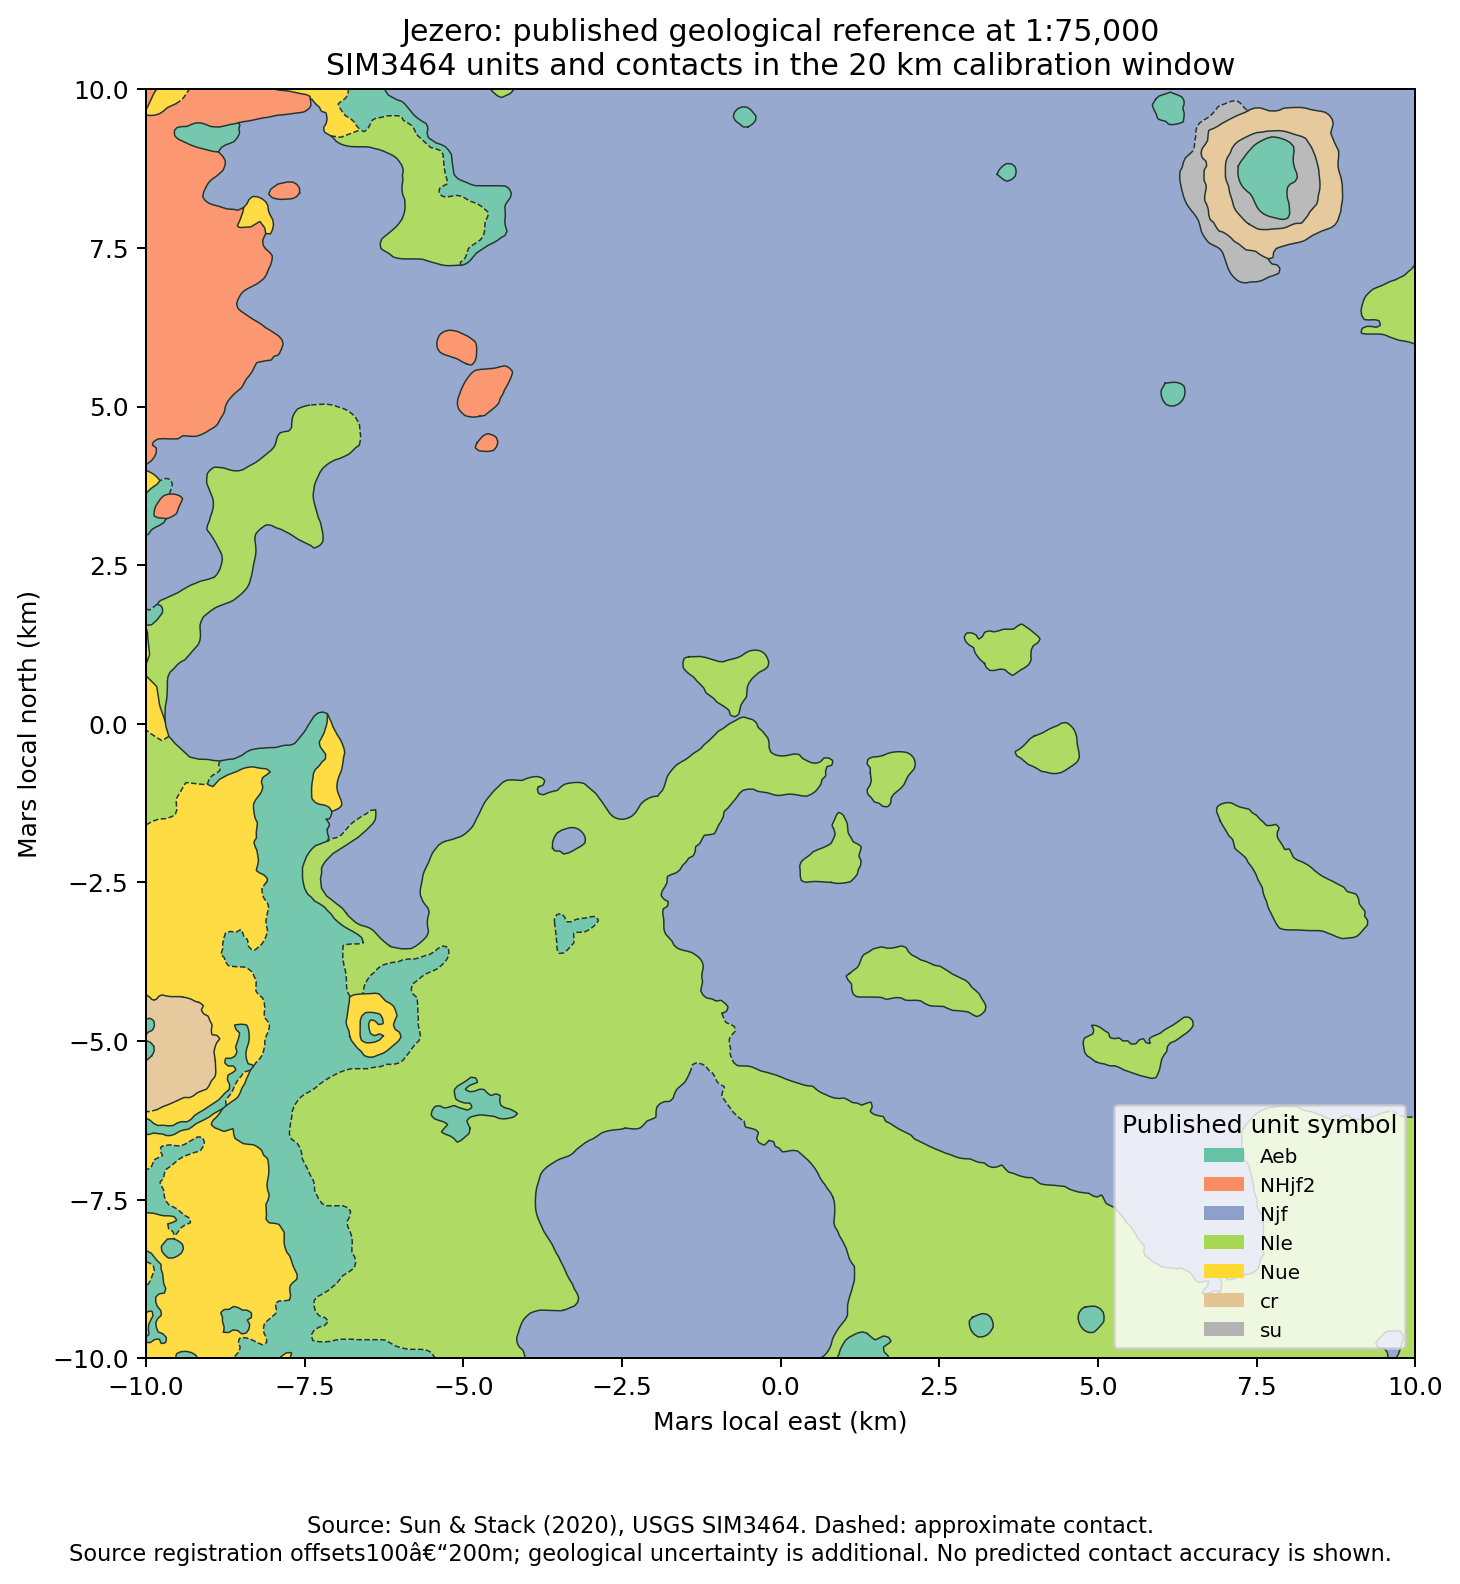 Jezero: published geological reference at 1:75,000
SIM3464 units and contacts in the 20 km calibration window
10.0
7.5
5.0
2.5
0.0
−2.5
−5.0
−7.5
−10.0
Mars local north (km)
Published unit symbol
Aeb
NHjf2
Njf
Nle
Nue
cr
su
−10.0
−7.5
−5.0
−2.5
0.0
2.5
5.0
7.5
10.0
Mars local east (km)
Source: Sun & Stack (2020), USGS SIM3464. Dashed: approximate contact.
Source registration offsets100â€“200m; geological uncertainty is additional. No predicted contact accuracy is shown.